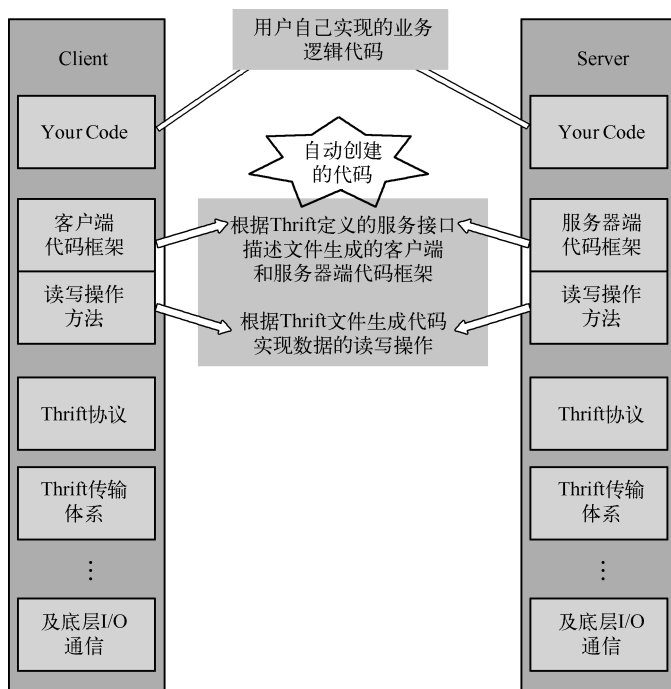 用户自己实现的业务
逻辑代码
Client
Server
Your Code
Your Code
自动创建
的代码
客户端
代码框架
根据Thrift定义的服务接口
描述文件生成的客户端
和服务器端代码框架
服务器端
代码框架
读写操作
方法
根据Thrift文件生成代码
实现数据的读写操作
读写操作
方法
Thrift协议
Thrift协议
Thrift传输
体系
Thrift传输
体系
⋮
⋮
及底层I/O
通信
及底层I/O
通信